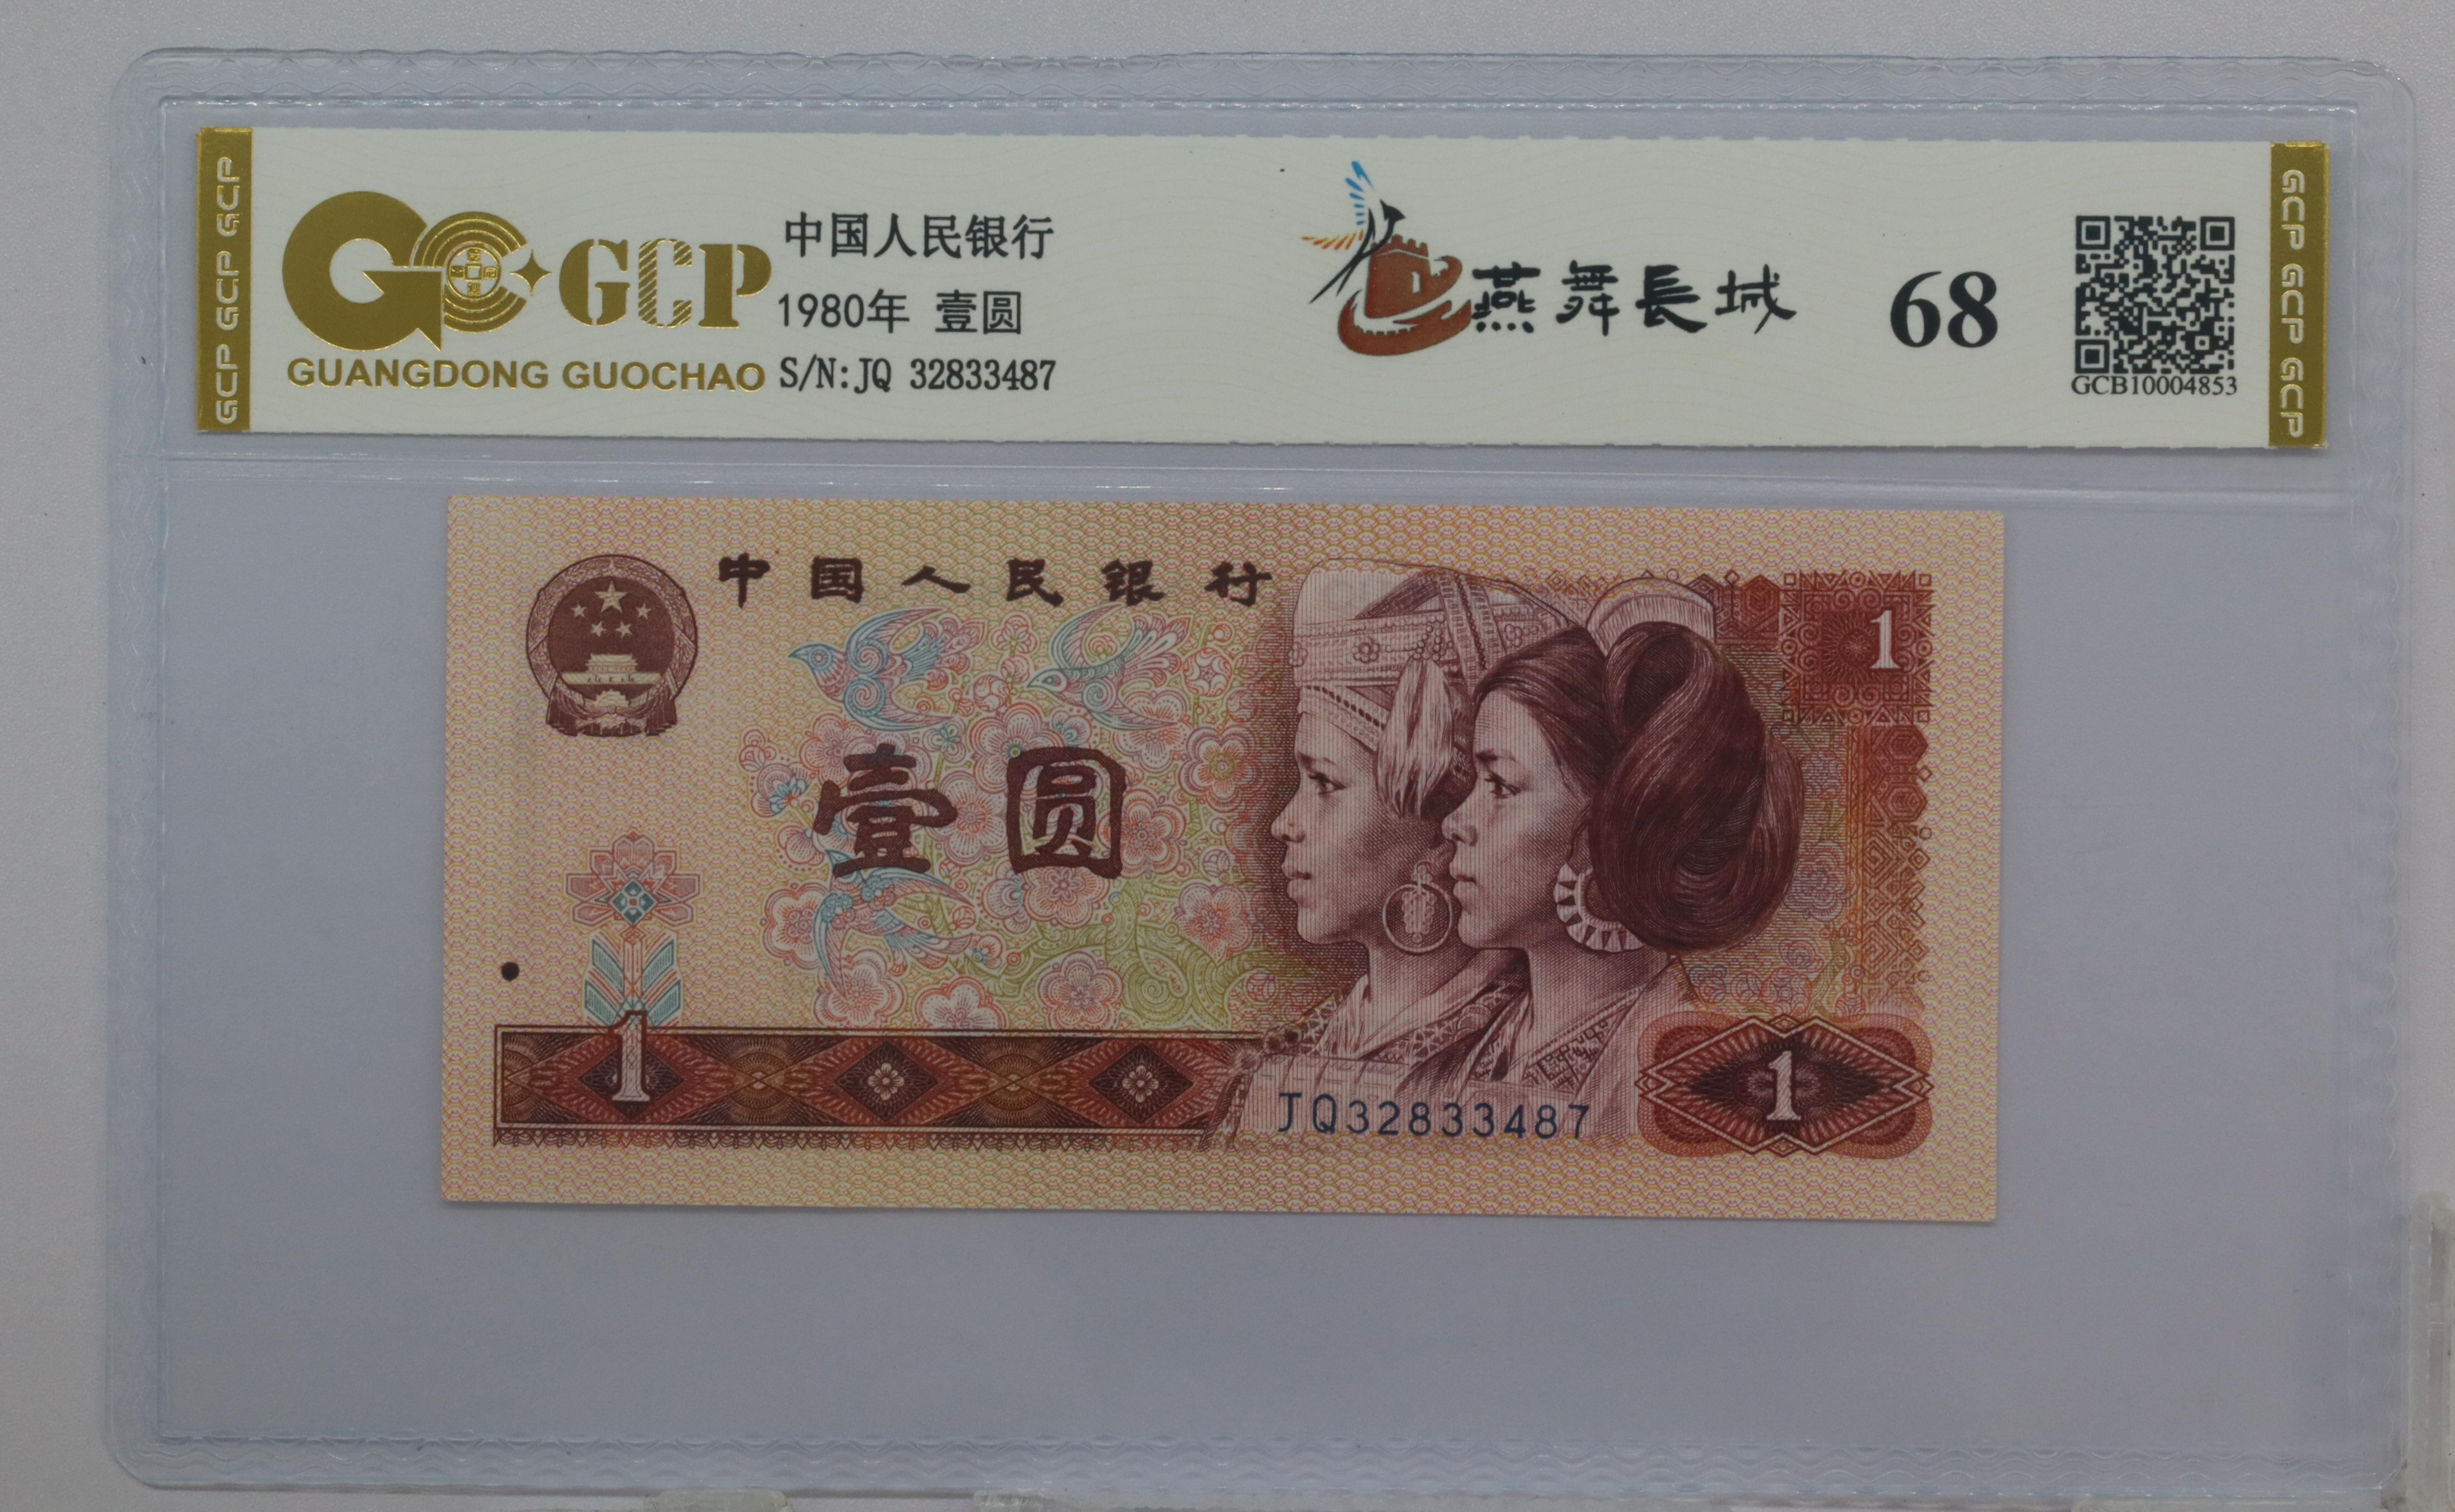 GCP GCP GCP
GCP
GUANGDONG GUOCHAO
中国人民银行
1980年 壹圆
S/N:JQ 32833487
燕舞長城
68
GCB10004853
GCP GCP GCP
中国人民银行
1
壹圆
1
JQ32833487
1